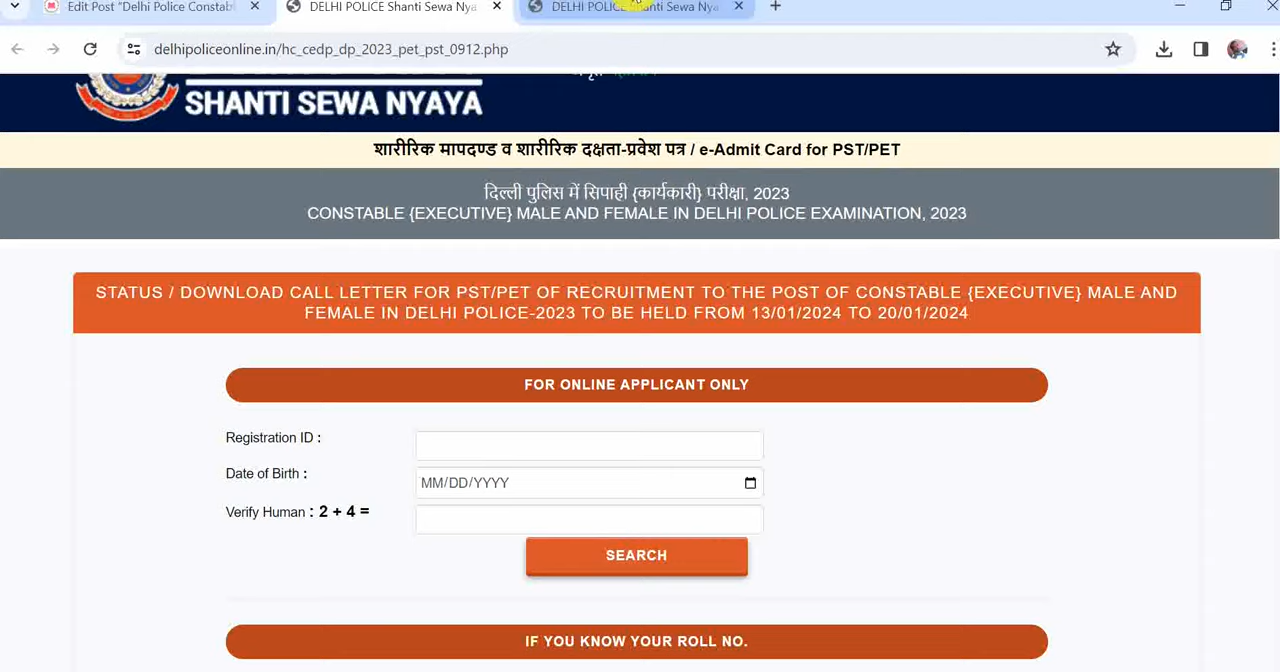 Edit Post "Delhi Police Constab
DELHI POLICE Shanti Sewa Nya
DELHI POLICE Shanti Sewa Nya
delhipoliceonline.in/hc_cedp_dp_2023_pet_pst_0912.php
SHANTI SEWA NYAYA
शारीरिक मापदण्ड व शारीरिक दक्षता-प्रवेश पत्र / e-Admit Card for PST/PET
दिल्ली पुलिस में सिपाही {कार्यकारी} परीक्षा, 2023
CONSTABLE {EXECUTIVE} MALE AND FEMALE IN DELHI POLICE EXAMINATION, 2023
STATUS / DOWNLOAD CALL LETTER FOR PST/PET OF RECRUITMENT TO THE POST OF CONSTABLE {EXECUTIVE} MALE AND
FEMALE IN DELHI POLICE-2023 TO BE HELD FROM 13/01/2024 TO 20/01/2024
FOR ONLINE APPLICANT ONLY
Registration ID :
Date of Birth :
MM/DD/YYYY
Verify Human : 2 + 4 =
SEARCH
IF YOU KNOW YOUR ROLL NO.